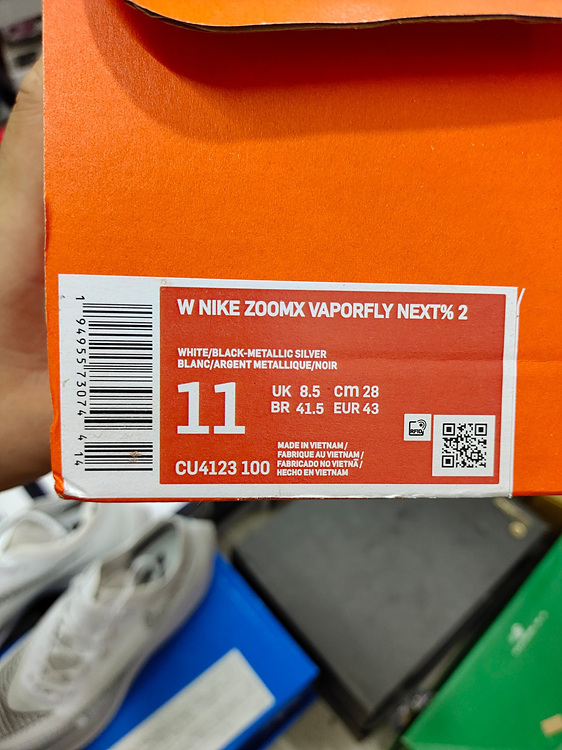 W NIKE ZOOMX VAPORFLY NEXT% 2
WHITE/BLACK-METALLIC SILVER
BLANC/ARGENT METALLIQUE/NOIR
11
UK 8.5 cm 28
BR 41.5 EUR 43
RFID
CU4123 100
MADE IN VIETNAM /
FABRIQUE AU VIETNAM /
FABRICADO NO VIETNÃ /
HECHO EN VIETNAM
1 94955 73074 4 14